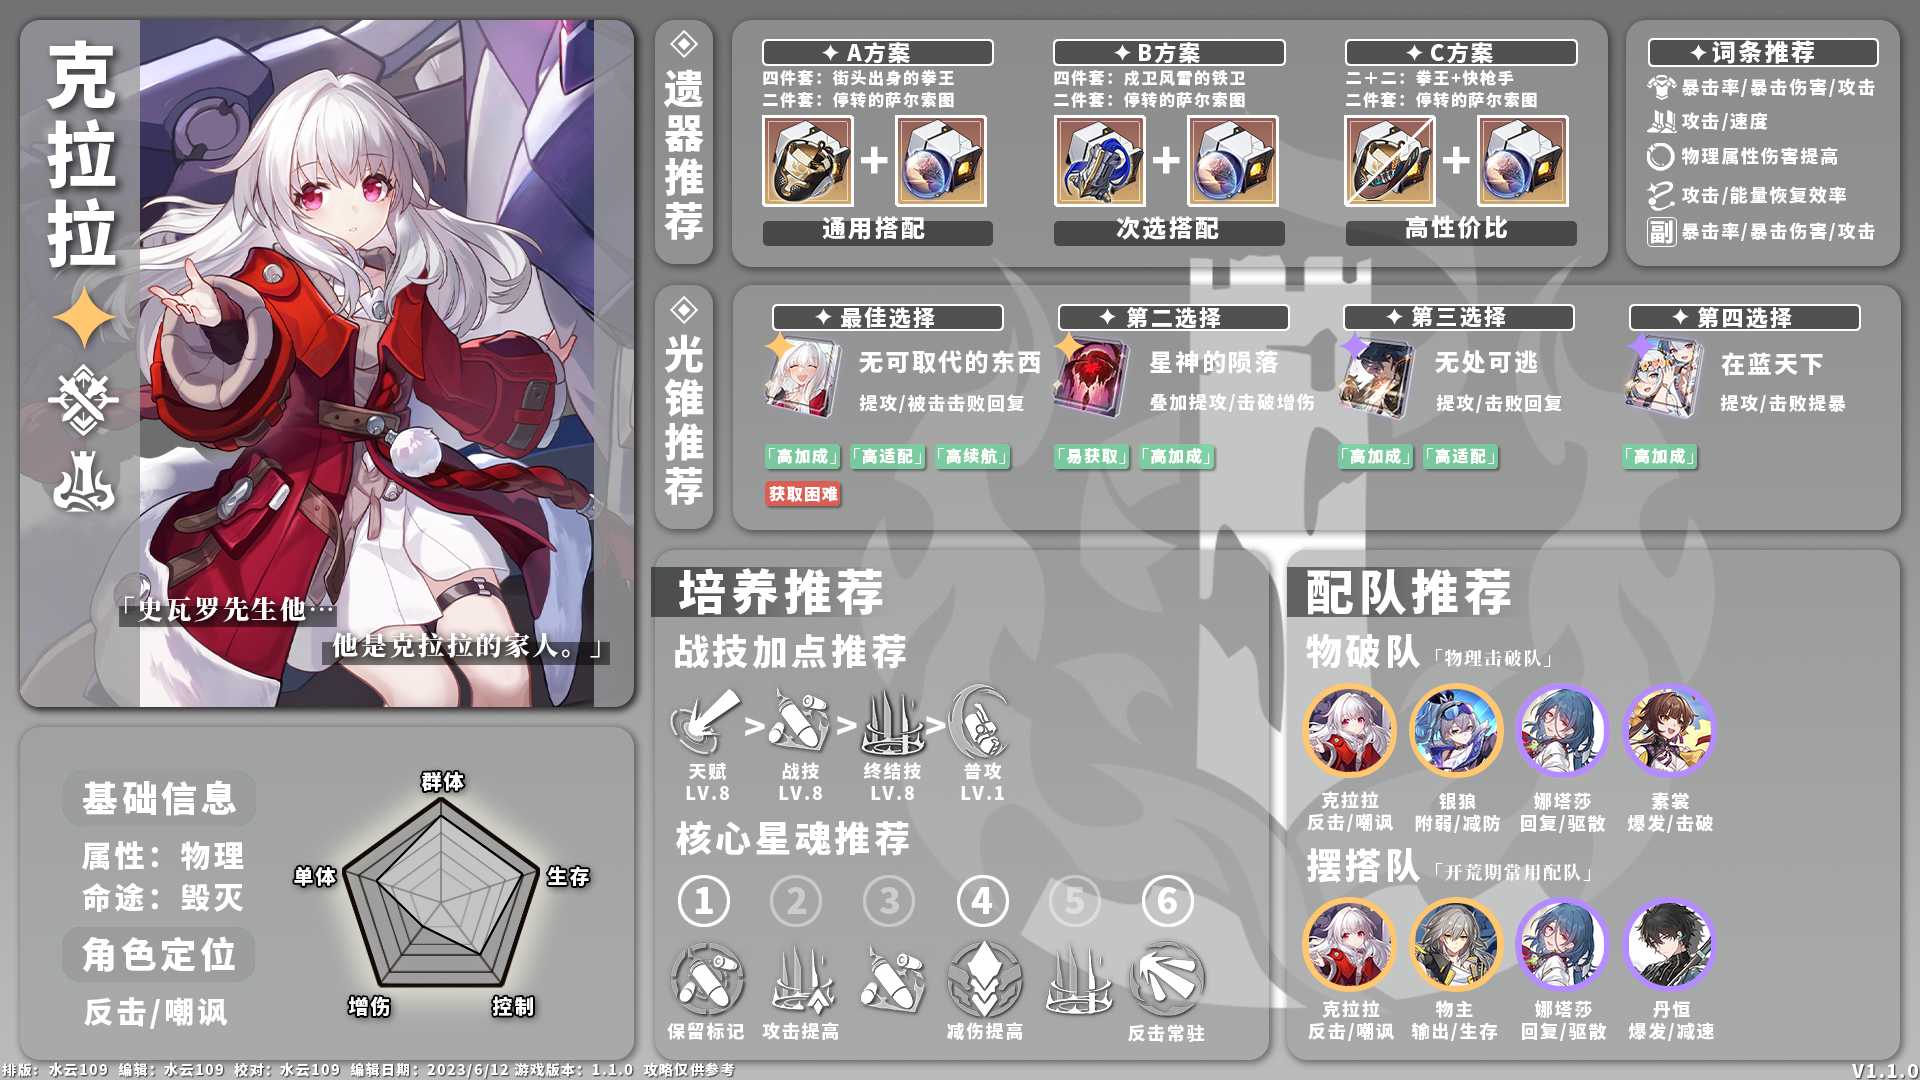 克拉拉
「史瓦罗先生他…
他是克拉拉的家人。」
遗器推荐
✦ A方案
四件套：街头出身的拳王
二件套：停转的萨尔索图
+
通用搭配
✦ B方案
四件套：戍卫风雪的铁卫
二件套：停转的萨尔索图
+
次选搭配
✦ C方案
二十二：拳王+快枪手
二件套：停转的萨尔索图
+
高性价比
✦ 词条推荐
暴击率/暴击伤害/攻击
攻击/速度
物理属性伤害提高
攻击/能量恢复效率
副 暴击率/暴击伤害/攻击
光锥推荐
✦ 最佳选择
无可取代的东西
提攻/被击击败回复
「高加成」 「高适配」 「高续航」
获取困难
✦ 第二选择
星神的陨落
叠加提攻/击破增伤
「易获取」 「高加成」
✦ 第三选择
无处可逃
提攻/击败回复
「高加成」 「高适配」
✦ 第四选择
在蓝天下
提攻/击败提暴
「高加成」
基础信息
属性：物理
命途：毁灭
角色定位
反击/嘲讽
群体
单体
生存
增伤
控制
培养推荐
战技加点推荐
> > >
天赋 战技 终结技 普攻
LV.8 LV.8 LV.8 LV.1
核心星魂推荐
1 2 3 4 5 6
保留标记 攻击提高 减伤提高 反击常驻
配队推荐
物破队「物理击破队」
克拉拉 银狼 娜塔莎 素裳
反击/嘲讽 附弱/减防 回复/驱散 爆发/击破
摆搭队「开荒期常用配队」
克拉拉 物主 娜塔莎 丹恒
反击/嘲讽 输出/生存 回复/驱散 爆发/减速
排版：水云109 编辑：水云109 校对：水云109 编辑日期：2023/6/12 游戏版本：1.1.0 攻略仅供参考
V1.1.0